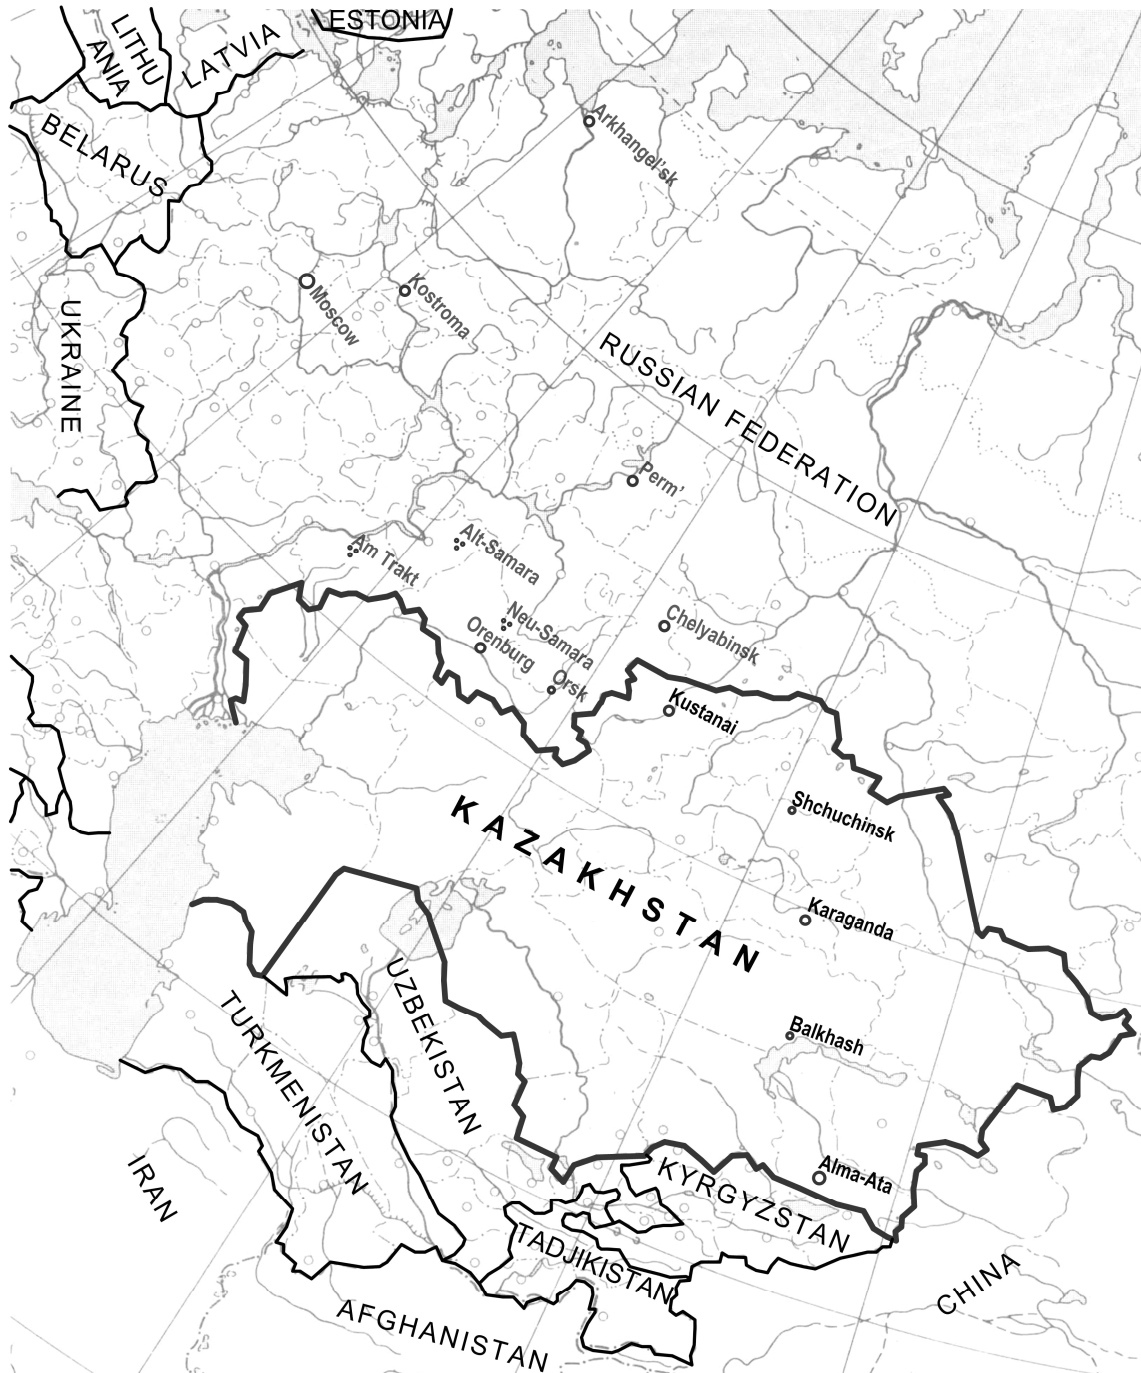 ESTONIA
LITHU
ANIA
LATVIA
BELARUS
Arkhangel'sk
UKRAINE
Moscow
Kostroma
RUSSIAN FEDERATION
Perm'
Am Trakt
Alt-Samara
Neu-Samara
Orenburg
Orsk
Chelyabinsk
Kustanai
Shchuchinsk
KAZAKHSTAN
Karaganda
Balkhash
UZBEKISTAN
TURKMENISTAN
IRAN
Alma-Ata
KYRGYZSTAN
TADJIKISTAN
CHINA
AFGHANISTAN